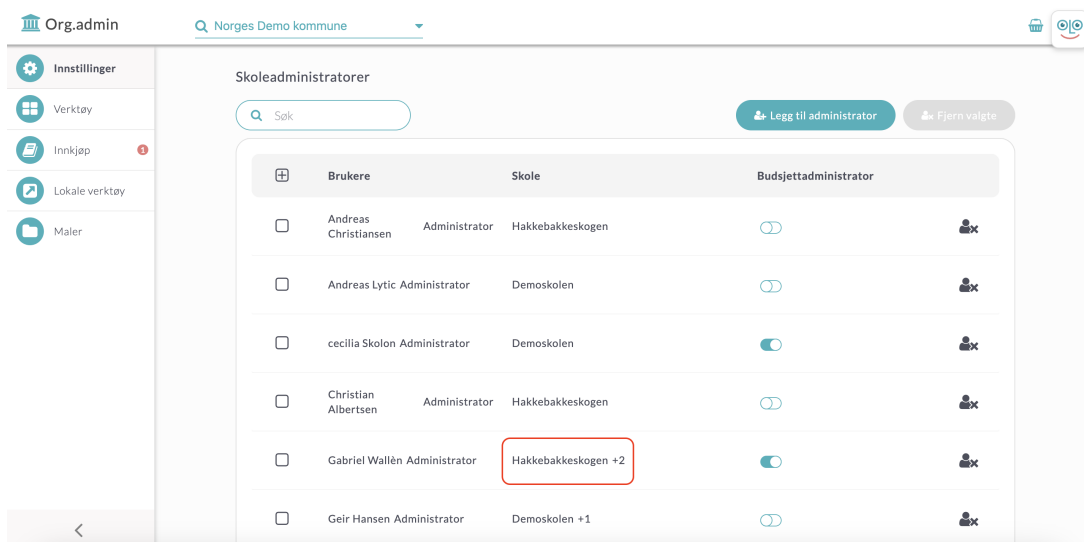 Org.admin
Norges Demo kommune
Innstillinger
Verktøy
Innkjøp 1
Lokale verktøy
Maler
Skoleadministratorer
Søk
Legg til administrator
Fjern valgte
Brukere Skole Budsjettadministrator
Andreas Christiansen Administrator Hakkebakkeskogen
Andreas Lytic Administrator Demoskolen
cecilia Skolon Administrator Demoskolen
Christian Albertsen Administrator Hakkebakkeskogen
Gabriel Wallèn Administrator Hakkebakkeskogen +2
Geir Hansen Administrator Demoskolen +1